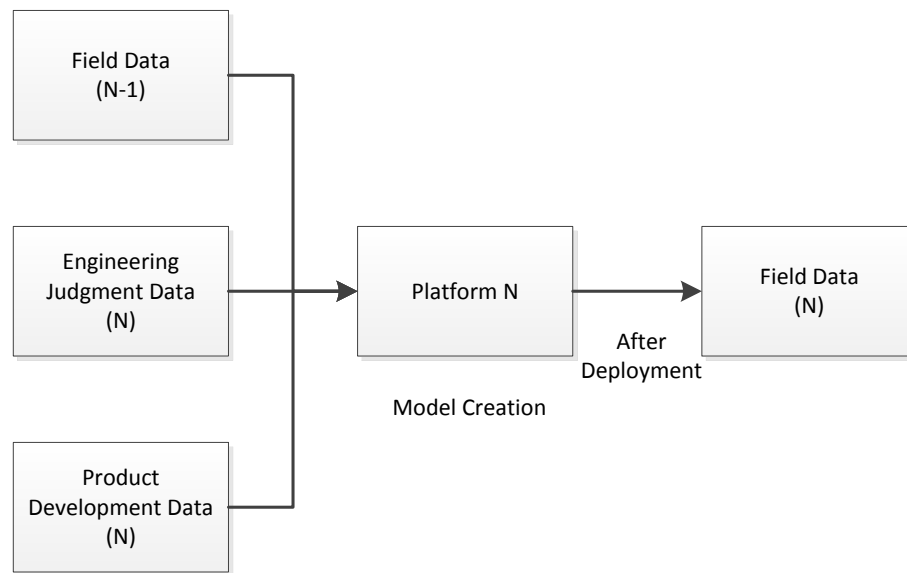 Field Data
(N-1)
Engineering
Judgment Data
(N)
Product
Development Data
(N)
Platform N
Model Creation
After
Deployment
Field Data
(N)